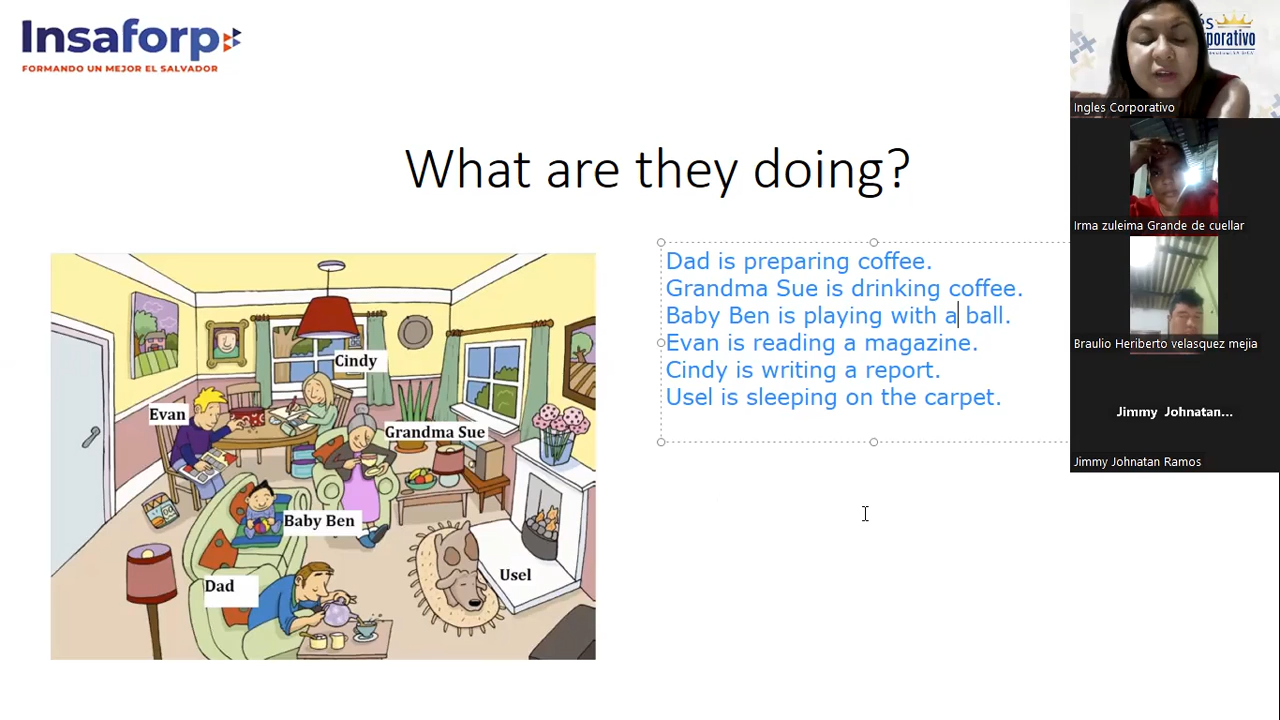 Insaforp
FORMANDO UN MEJOR EL SALVADOR
What are they doing?
Dad is preparing coffee.
Grandma Sue is drinking coffee.
Baby Ben is playing with a ball.
Evan is reading a magazine.
Cindy is writing a report.
Usel is sleeping on the carpet.
Cindy
Evan
Grandma Sue
Baby Ben
Usel
Dad
porativo
Ingles Corporativo
Irma zuleima Grande de cuellar
Braulio Heriberto velasquez mejia
Jimmy Johnatan...
Jimmy Johnatan Ramos